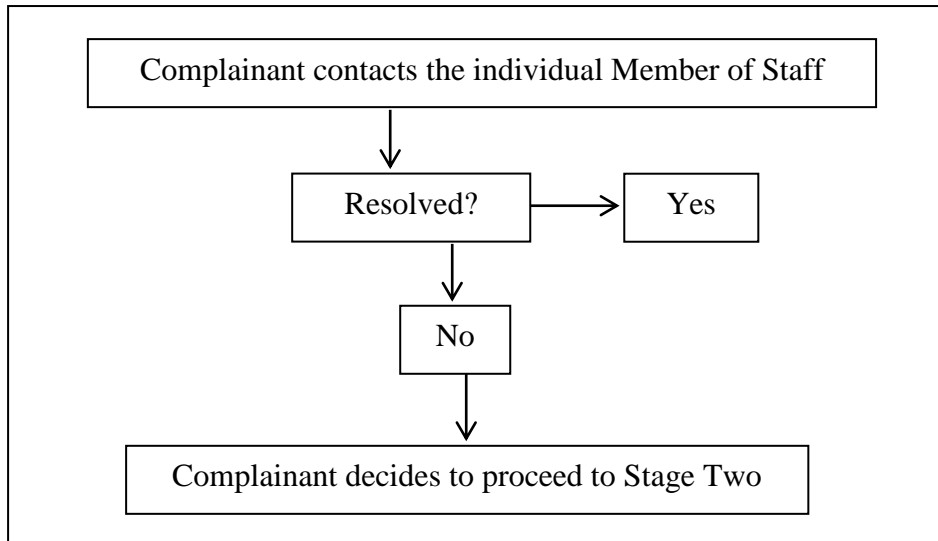 Complainant contacts the individual Member of Staff
Resolved?
Yes
No
Complainant decides to proceed to Stage Two